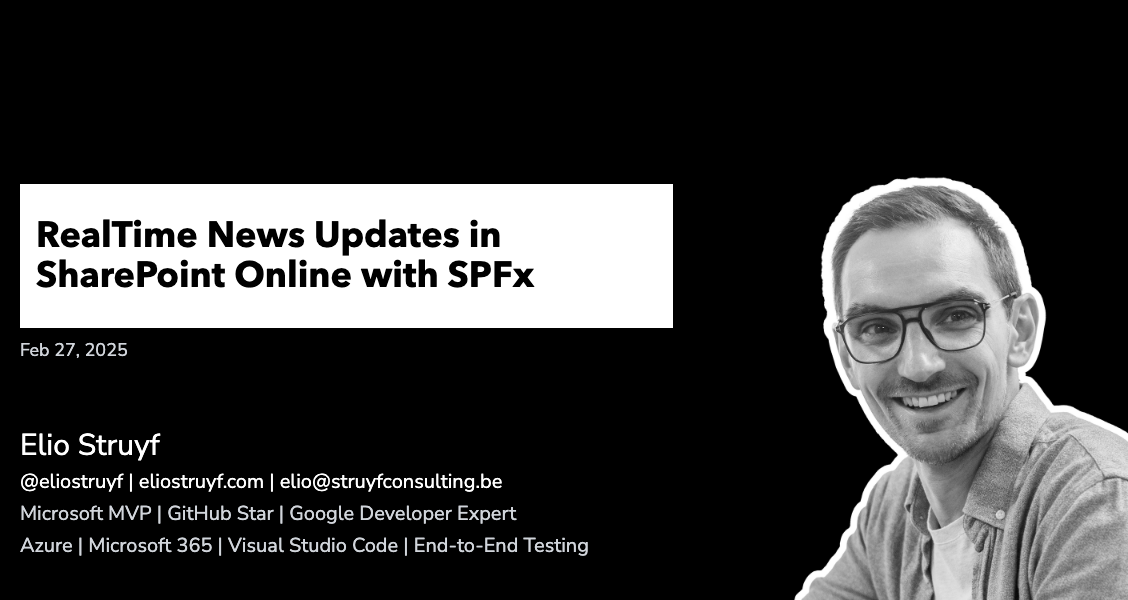 RealTime News Updates in
SharePoint Online with SPFx
Feb 27, 2025
Elio Struyf
@eliostruyf | eliostruyf.com | elio@struyfconsulting.be
Microsoft MVP | GitHub Star | Google Developer Expert
Azure | Microsoft 365 | Visual Studio Code | End-to-End Testing